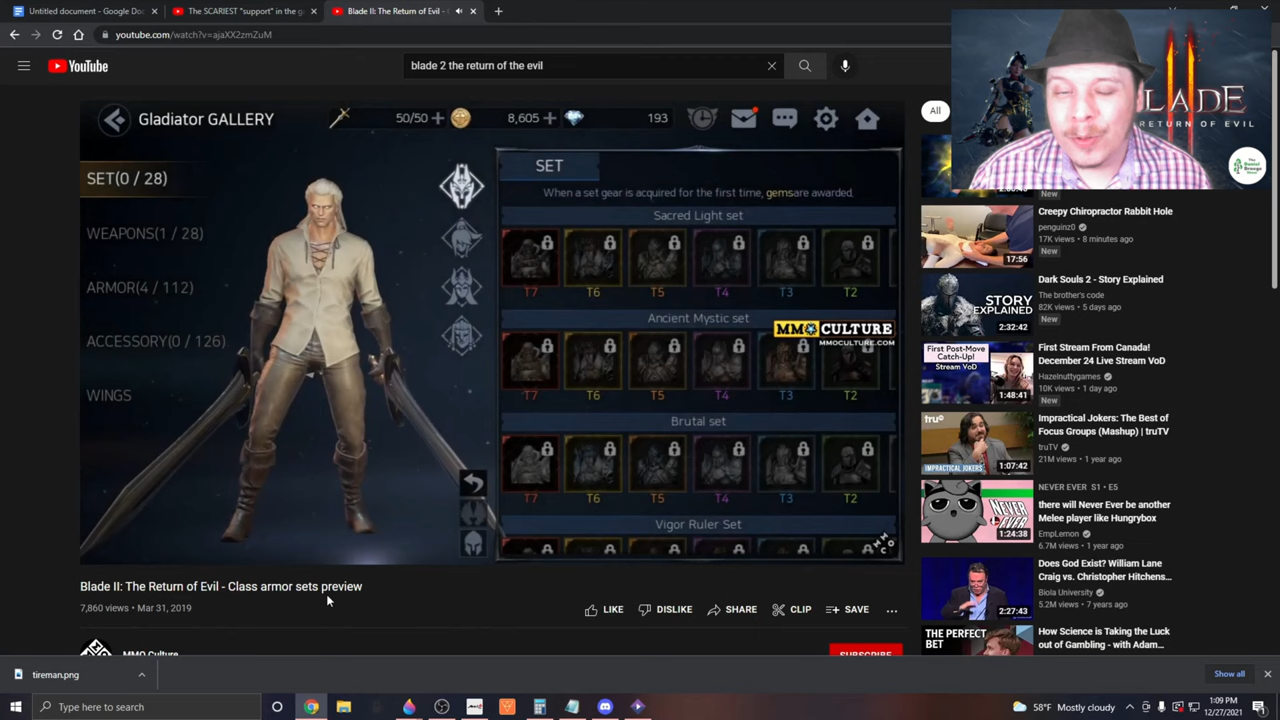 Untitled document - Google Doc
The SCARIEST "support" in the g
Blade II: The Return of Evil -
youtube.com/watch?v=ajaXX2zmZuM
YouTube
blade 2 the return of the evil
Gladiator GALLERY
50/50
8,605
193
SET(0 / 28)
WEAPONS(1 / 28)
ARMOR(4 / 112)
ACCESSORY(0 / 126)
WINGS
SET
When a set gear is acquired for the first time, gemsare awarded.
Sacred Light set
T7 T6 T5 T4 T3 T2
Ancient Mystic set
MMO CULTURE
MMOCULTURE.COM
T7 T6 T5 T4 T3 T2
Brutal set
T7 T6 T5 T4 T3 T2
Vigor Ruler Set
Blade II: The Return of Evil - Class armor sets preview
7,860 views • Mar 31, 2019
LIKE
DISLIKE
SHARE
CLIP
SAVE
MMO Culture
SUBSCRIBE
All
LADE
RETURN OF EVIL
The
Daniel
Breeze
Show
New
Creepy Chiropractor Rabbit Hole
penguinz0
17K views • 8 minutes ago
New
17:56
Dark Souls 2 - Story Explained
The brother's code
82K views • 5 days ago
New
STORY
EXPLAINED
2:32:42
First Stream From Canada!
December 24 Live Stream VoD
Hazelnuttygames
10K views • 1 day ago
New
First Post-Move
Catch-Up!
Stream VoD
1:48:41
Impractical Jokers: The Best of
Focus Groups (Mashup) | truTV
truTV
21M views • 1 year ago
tru
IMPRACTICAL JOKERS
1:07:42
NEVER EVER S1 • E5
there will Never Ever be another
Melee player like Hungrybox
EmpLemon
6.7M views • 1 year ago
NEVER
EVER
1:24:38
Does God Exist? William Lane
Craig vs. Christopher Hitchens...
Biola University
5.2M views • 7 years ago
2:27:43
How Science is Taking the Luck
out of Gambling - with Adam...
THE PERFECT
BET
tireman.png
Show all
Type here to search
58°F Mostly cloudy
1:09 PM
12/27/2021